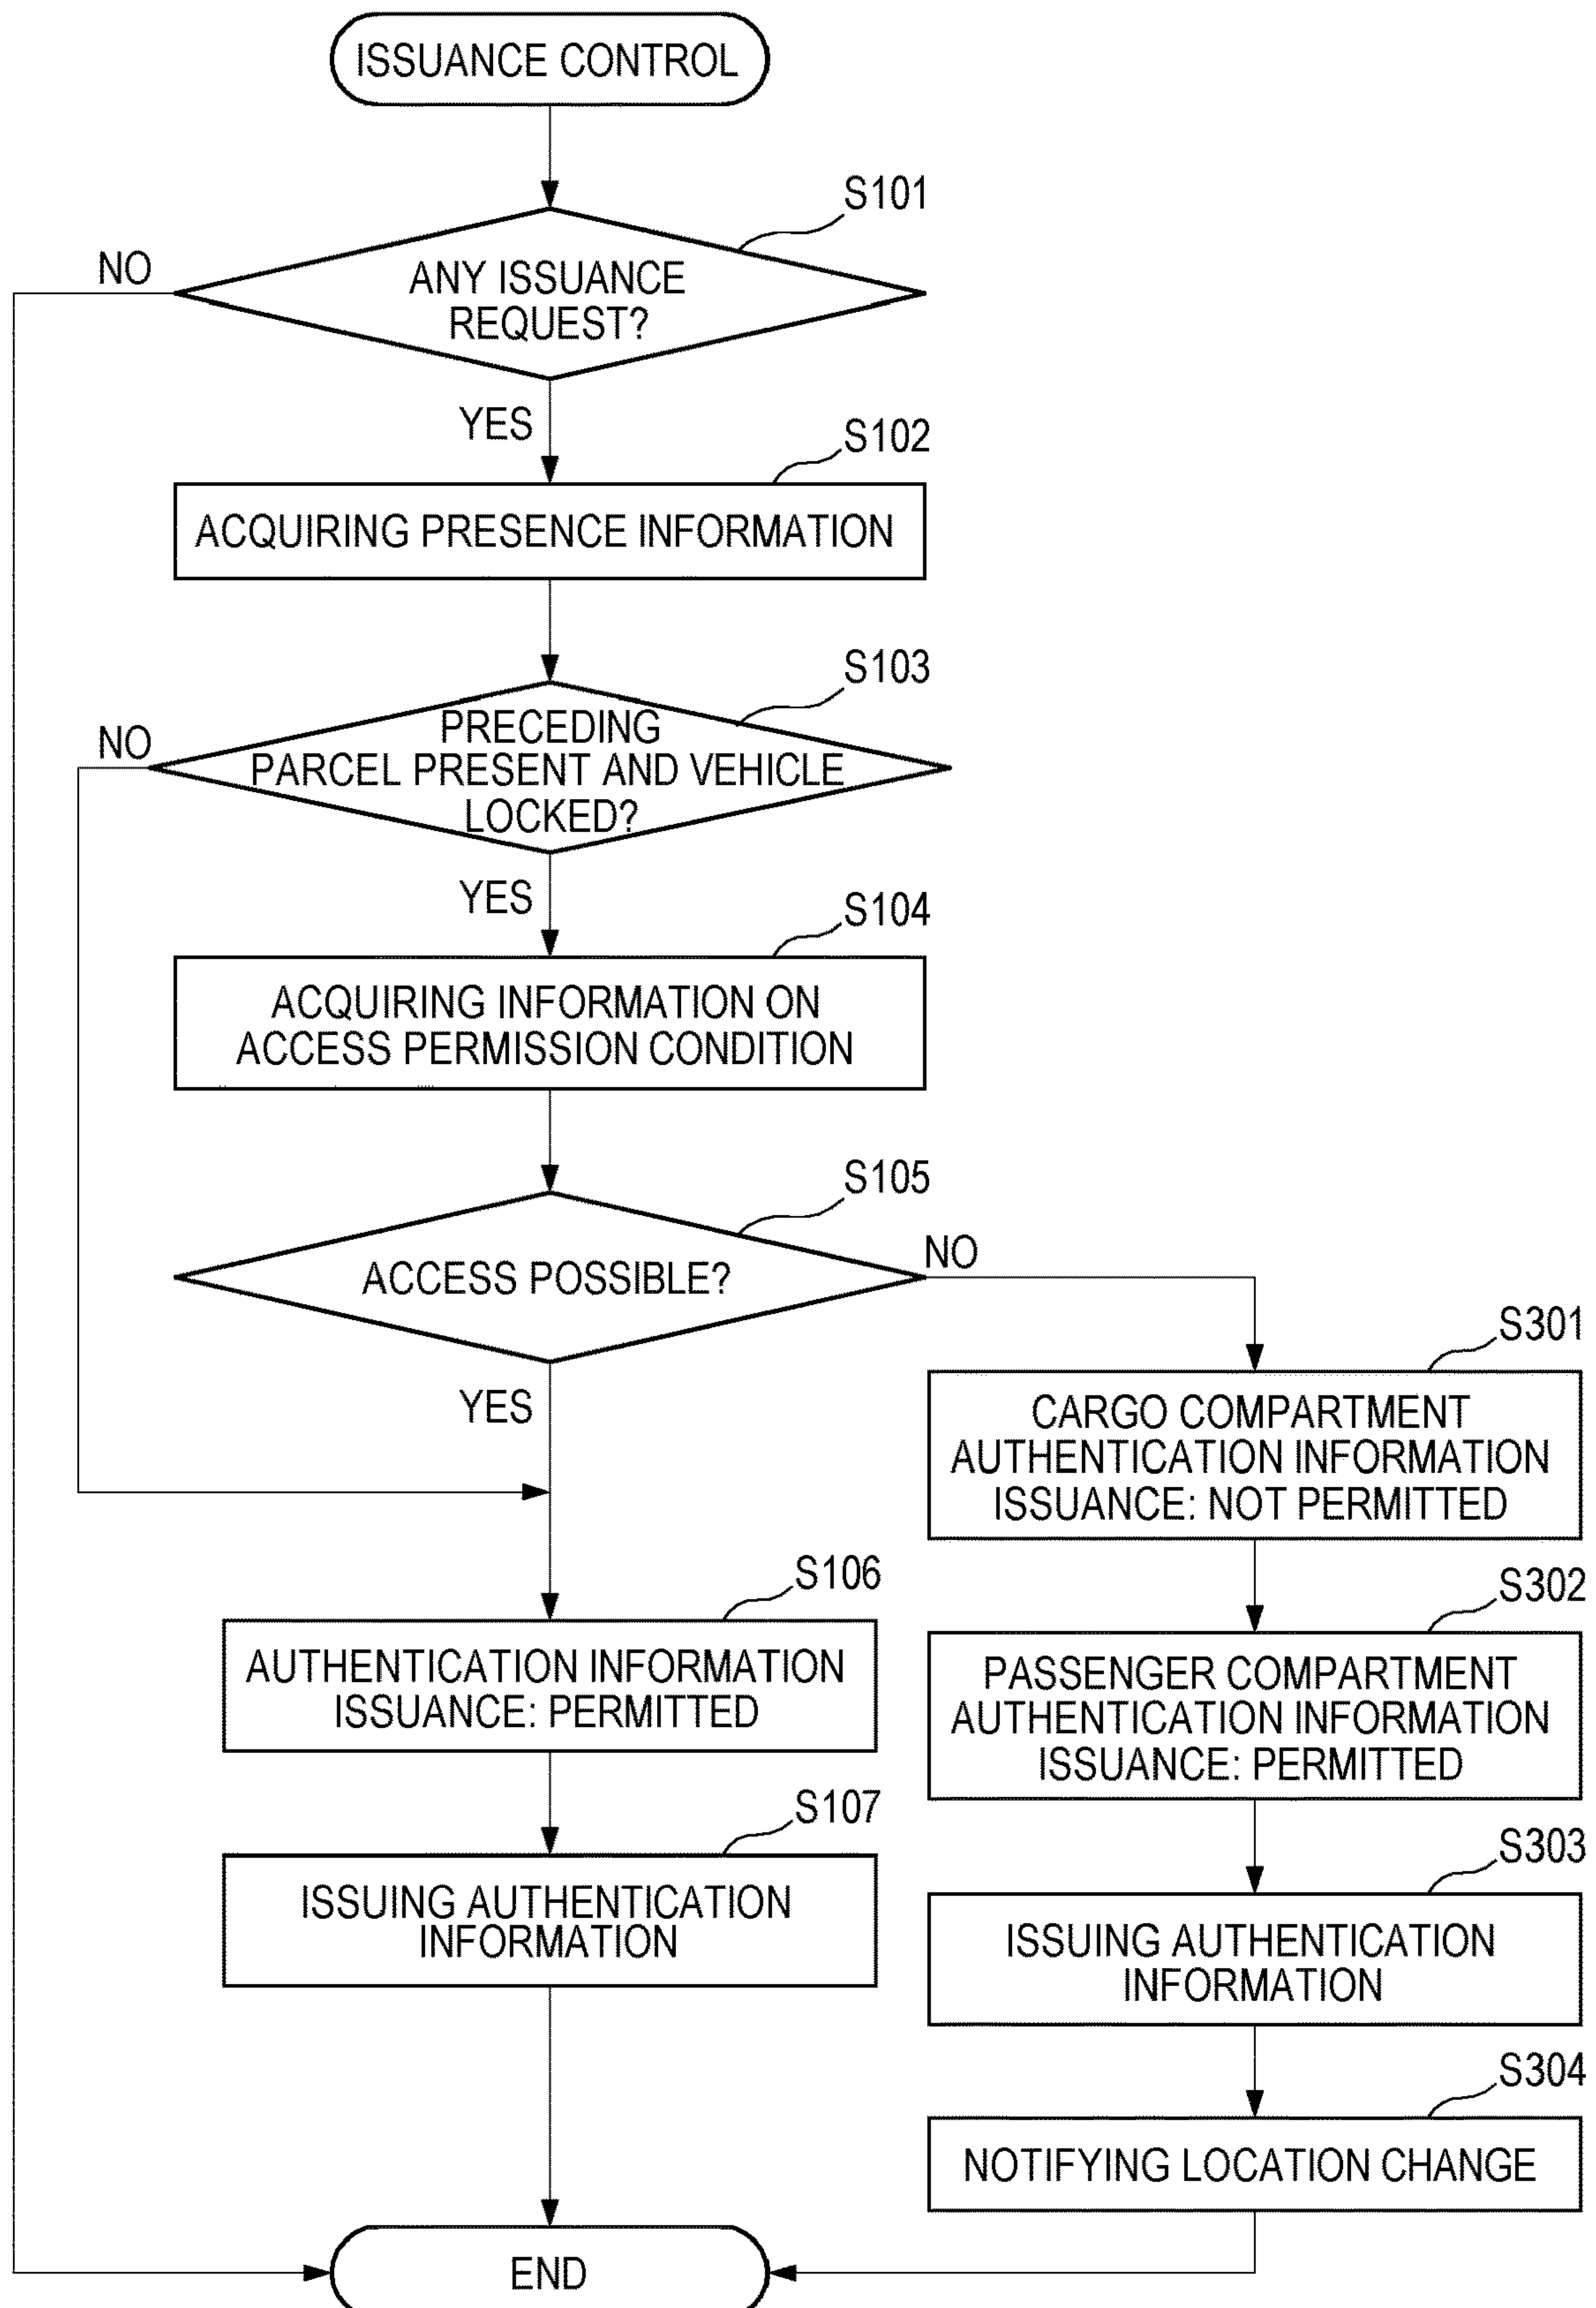 ISSUANCE CONTROL
S101
NO
ANY ISSUANCE
REQUEST?
YES
S102
ACQUIRING PRESENCE INFORMATION
S103
NO
PRECEDING
PARCEL PRESENT AND VEHICLE
LOCKED?
YES
S104
ACQUIRING INFORMATION ON
ACCESS PERMISSION CONDITION
S105
ACCESS POSSIBLE?
NO
YES
S301
CARGO COMPARTMENT
AUTHENTICATION INFORMATION
ISSUANCE: NOT PERMITTED
S106
AUTHENTICATION INFORMATION
ISSUANCE: PERMITTED
S302
PASSENGER COMPARTMENT
AUTHENTICATION INFORMATION
ISSUANCE: PERMITTED
S107
ISSUING AUTHENTICATION
INFORMATION
S303
ISSUING AUTHENTICATION
INFORMATION
S304
NOTIFYING LOCATION CHANGE
END